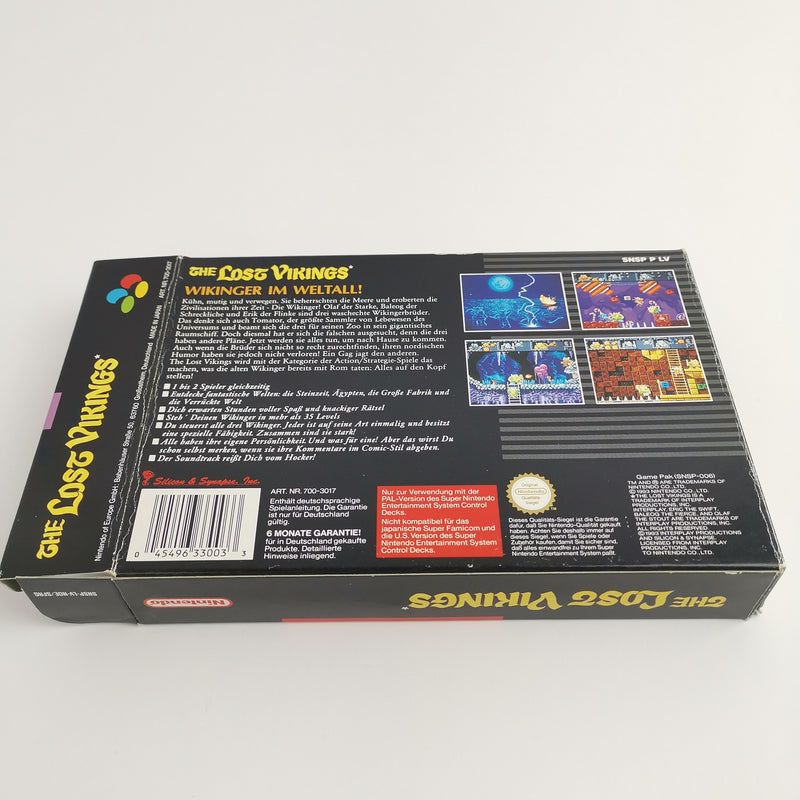 THE LOST VIKINGS
WIKINGER IM WELTALL!
Kühn, mutig und verwegen. Sie beherrschten die Meere und eroberten die
Zivilisationen ihrer Zeit - Die Wikinger! Olaf der Starke, Baleog der
Schreckliche und Erik der Flinke sind drei waschechte Wikingerbrüder.
Das denkt sich auch Tomator, der größte Sammler von Lebewesen des
Universums und beamt sich die drei für seinen Zoo in sein gigantisches
Raumschiff. Doch diesmal hat er sich die falschen ausgesucht, denn die drei
haben andere Pläne. Jetzt werden sie alles tun, um nach Hause zu kommen.
Auch wenn die Brüder sich nicht so recht zurechtfinden, ihren nordischen
Humor haben sie jedoch nicht verloren! Ein Gag jagt den anderen.
The Lost Vikings wird mit der Kategorie der Action/Strategie-Spiele das
machen, was die alten Wikinger bereits mit Rom taten: Alles auf den Kopf
stellen!
■ 1 bis 2 Spieler gleichzeitig
■ Entdecke fantastische Welten: die Steinzeit, Ägypten, die Große Fabrik und
die Verrückte Welt
■ Dich erwarten Stunden voller Spaß und knackiger Rätsel
■ Steh' Deinen Wikinger in mehr als 35 Levels
■ Du steuerst alle drei Wikinger. Jeder ist auf seine Art einmalig und besitzt
eine spezielle Fähigkeit. Zusammen sind sie stark!
■ Alle haben ihre eigene Persönlichkeit. Und was für eine! Aber das wirst Du
schon selbst merken, wenn sie ihre Kommentare im Comic-Stil abgeben.
■ Der Soundtrack reißt Dich vom Hocker!
Silicon & Synapse, Inc.
0 45496 33003 3
ART. NR. 700-3017
Enthält deutschsprachige
Spielanleitung. Die Garantie
ist nur für Deutschland
gültig.
6 MONATE GARANTIE!
für in Deutschland gekaufte
Produkte. Detaillierte
Hinweise inliegend.
Nur zur Verwendung mit der
PAL-Version des Super Nintendo
Entertainment System Control
Decks.
Nicht kompatibel für das
japanische Super Famicom und
die U.S. Version des Super
Nintendo Entertainment System
Control Decks.
Original
Nintendo
Qualitäts-
Siegel
Dieses Qualitäts-Siegel ist die Garantie
dafür, daß Sie Nintendo-Qualität gekauft
haben. Achten Sie deshalb immer auf
dieses Siegel, wenn Sie Spiele oder
Zubehör kaufen, damit Sie sicher sind,
daß alles einwandfrei zu Ihrem Super
Nintendo Entertainment System paßt.
SNSP P LV
Game Pak (SNSP-006)
TM AND ® ARE TRADEMARKS OF
NINTENDO CO., LTD.
©1993 NINTENDO CO., LTD.
THE LOST VIKINGS IS A
TRADEMARK OF INTERPLAY
PRODUCTIONS, INC.
INTERPLAY, ERIC THE SWIFT,
BALEOG THE FIERCE, AND OLAF
THE STOUT ARE TRADEMARKS OF
INTERPLAY PRODUCTIONS, INC.
ALL RIGHTS RESERVED.
©1993 INTERPLAY PRODUCTIONS
AND SILICON & SYNAPSE.
LICENSED FROM INTERPLAY
PRODUCTIONS, INC.
TO NINTENDO CO., LTD.
THE LOST VIKINGS
Nintendo of Europe GmbH: Babenhäuser Straße 50, 63760 Großostheim, Deutschland
MADE IN JAPAN
ART. NR. 700-3017
SNSP-LV-NOE/SFRG
Nintendo
THE LOST VIKINGS